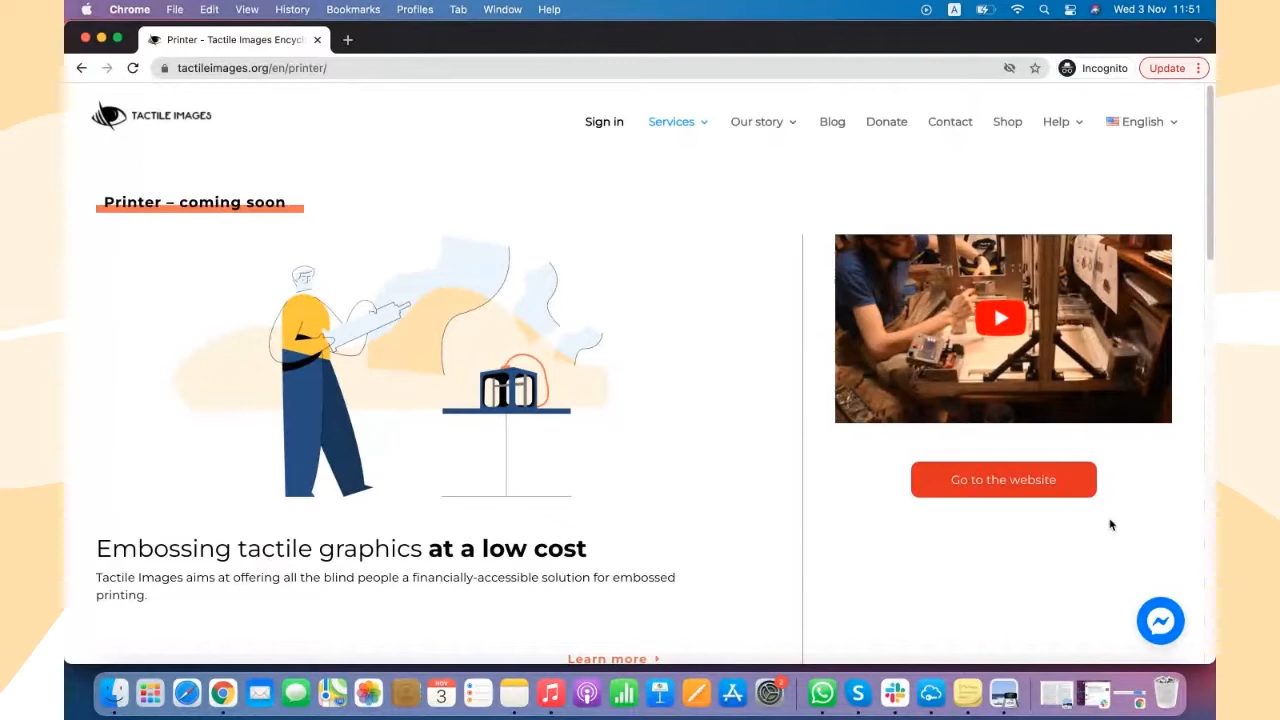 Chrome File Edit View History Bookmarks Profiles Tab Window Help A Wed 3 Nov 11:51
Printer - Tactile Images Encycl
tactileimages.org/en/printer/ Incognito Update
TACTILE IMAGES Sign in Services Our story Blog Donate Contact Shop Help English
Printer – coming soon
Go to the website
Embossing tactile graphics at a low cost
Tactile Images aims at offering all the blind people a financially-accessible solution for embossed
printing.
Learn more
NOV
3
2